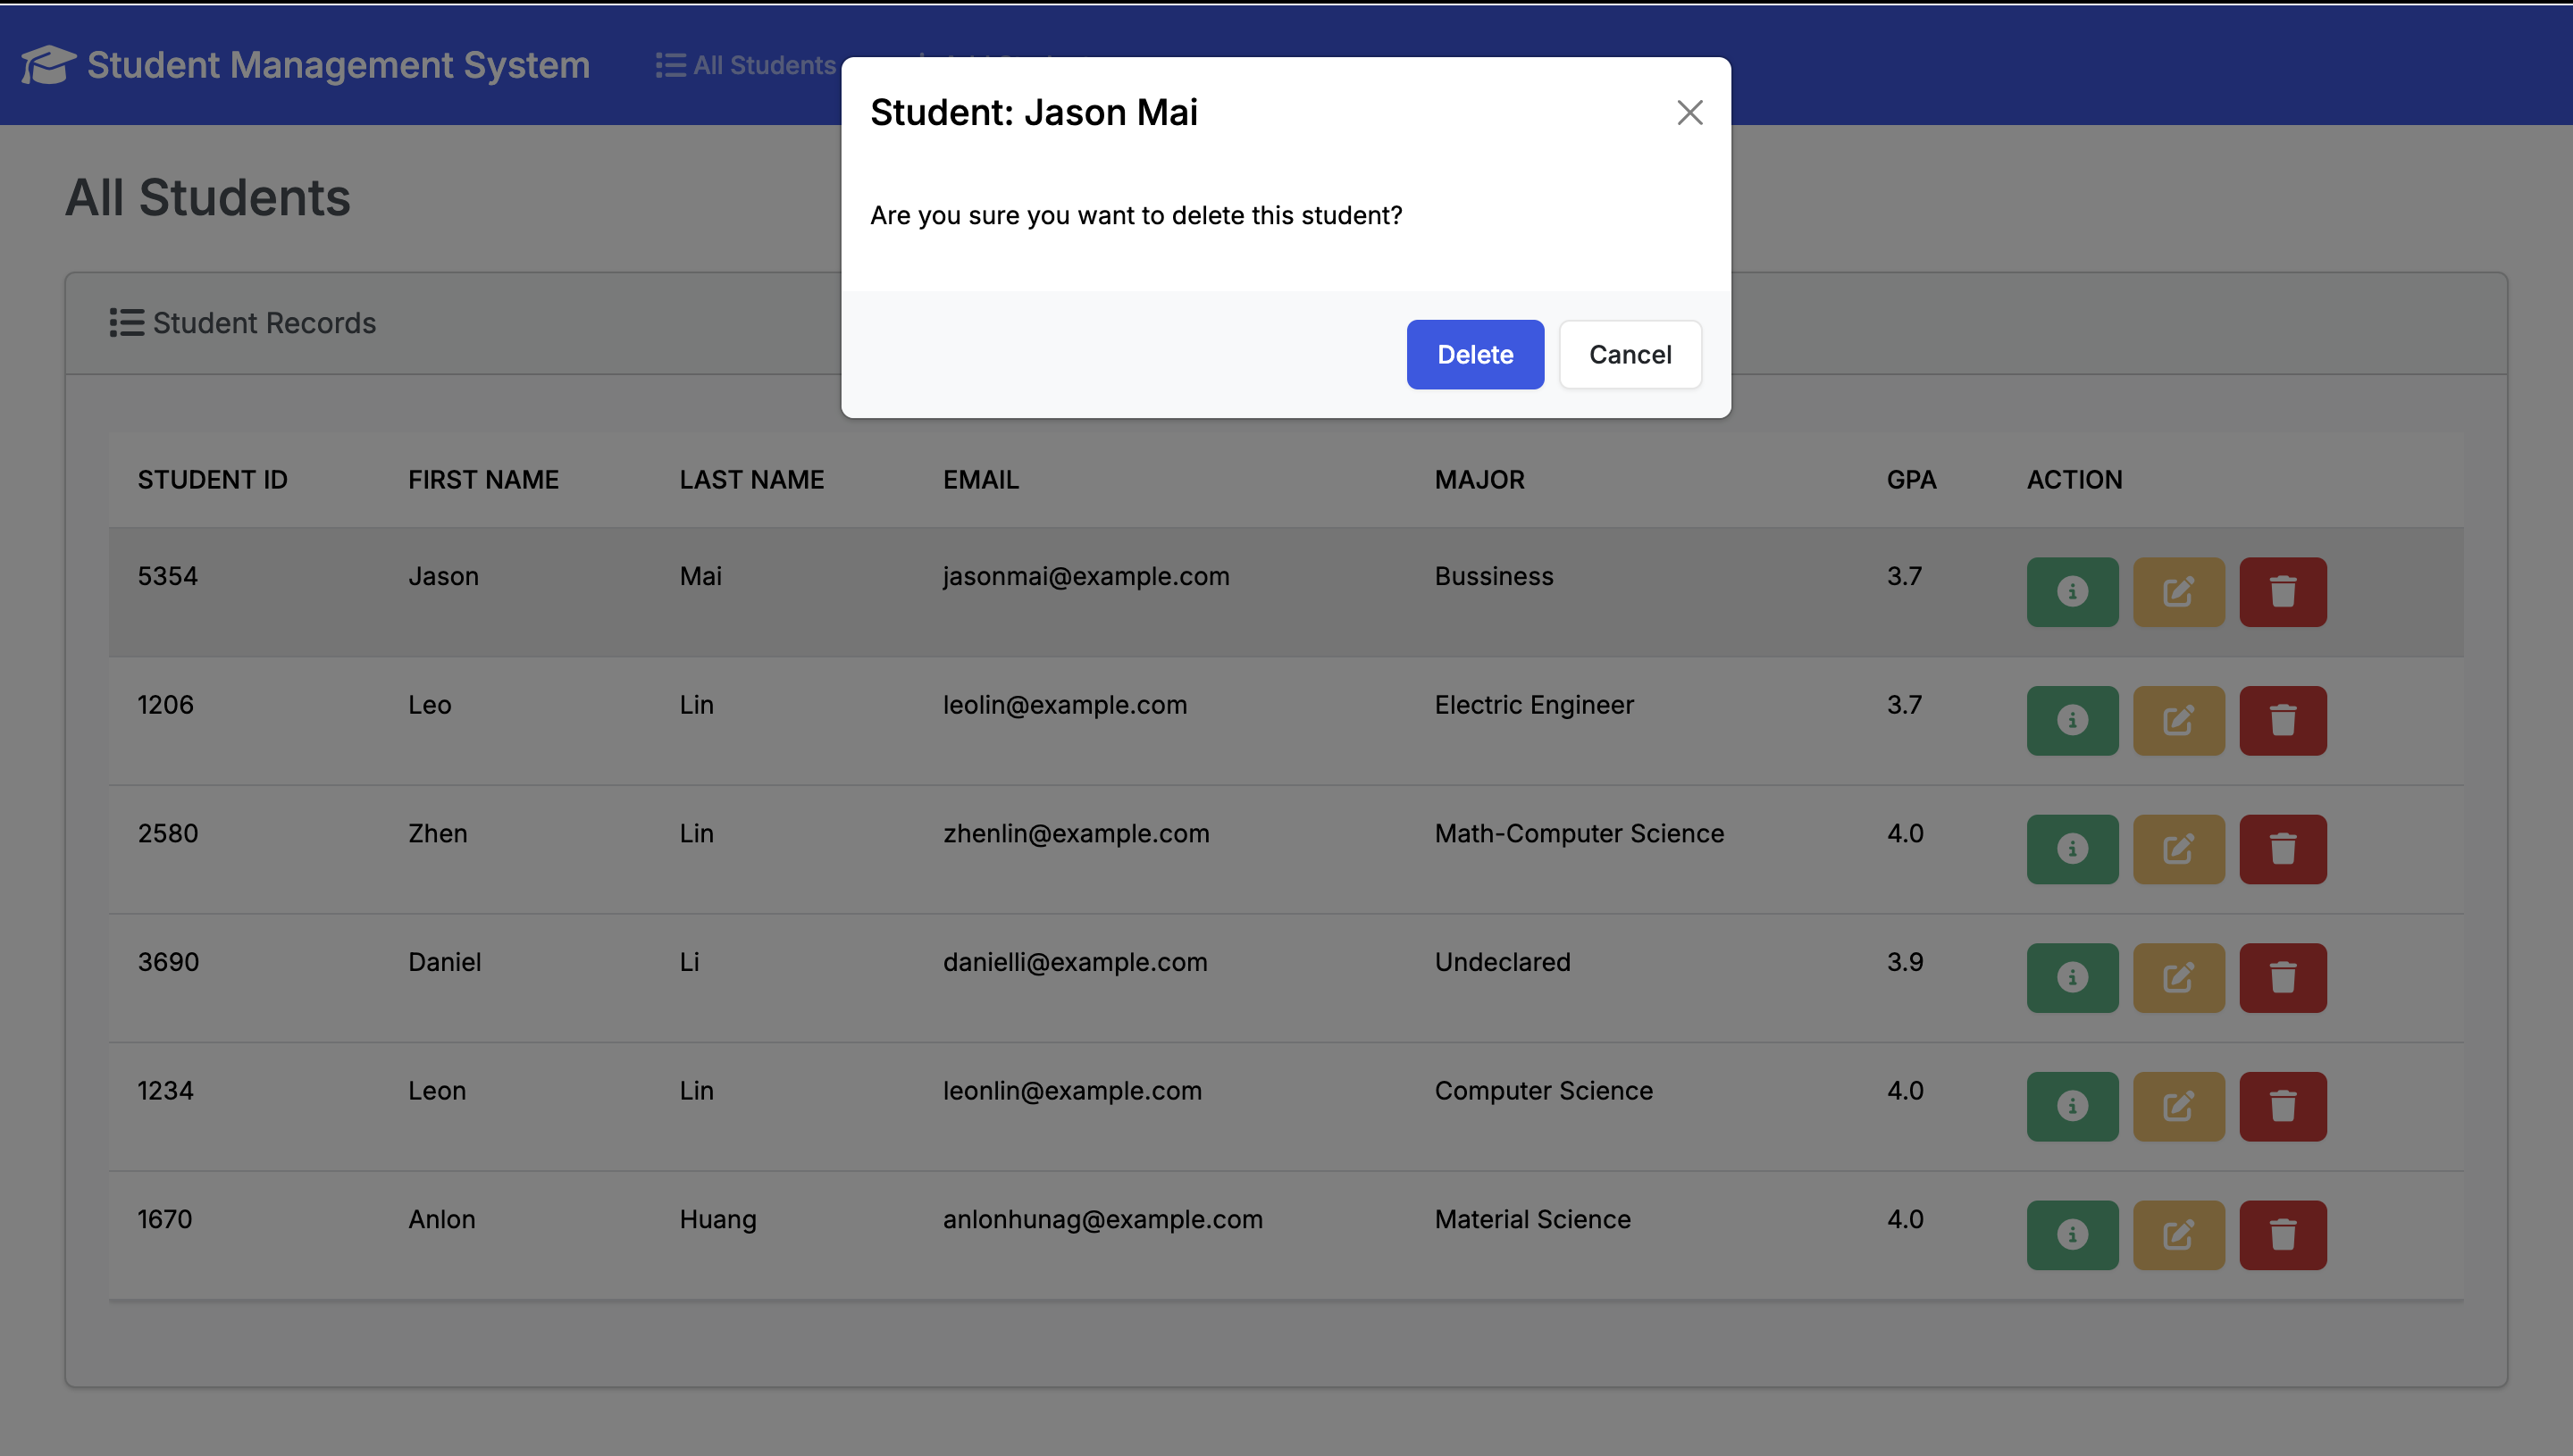 Student Management System
All Students
Student: Jason Mai
Are you sure you want to delete this student?
Delete
Cancel
All Students
Student Records
STUDENT ID FIRST NAME LAST NAME EMAIL MAJOR GPA ACTION
5354 Jason Mai jasonmai@example.com Bussiness 3.7
1206 Leo Lin leolin@example.com Electric Engineer 3.7
2580 Zhen Lin zhenlin@example.com Math-Computer Science 4.0
3690 Daniel Li danielli@example.com Undeclared 3.9
1234 Leon Lin leonlin@example.com Computer Science 4.0
1670 Anlon Huang anlonhunag@example.com Material Science 4.0